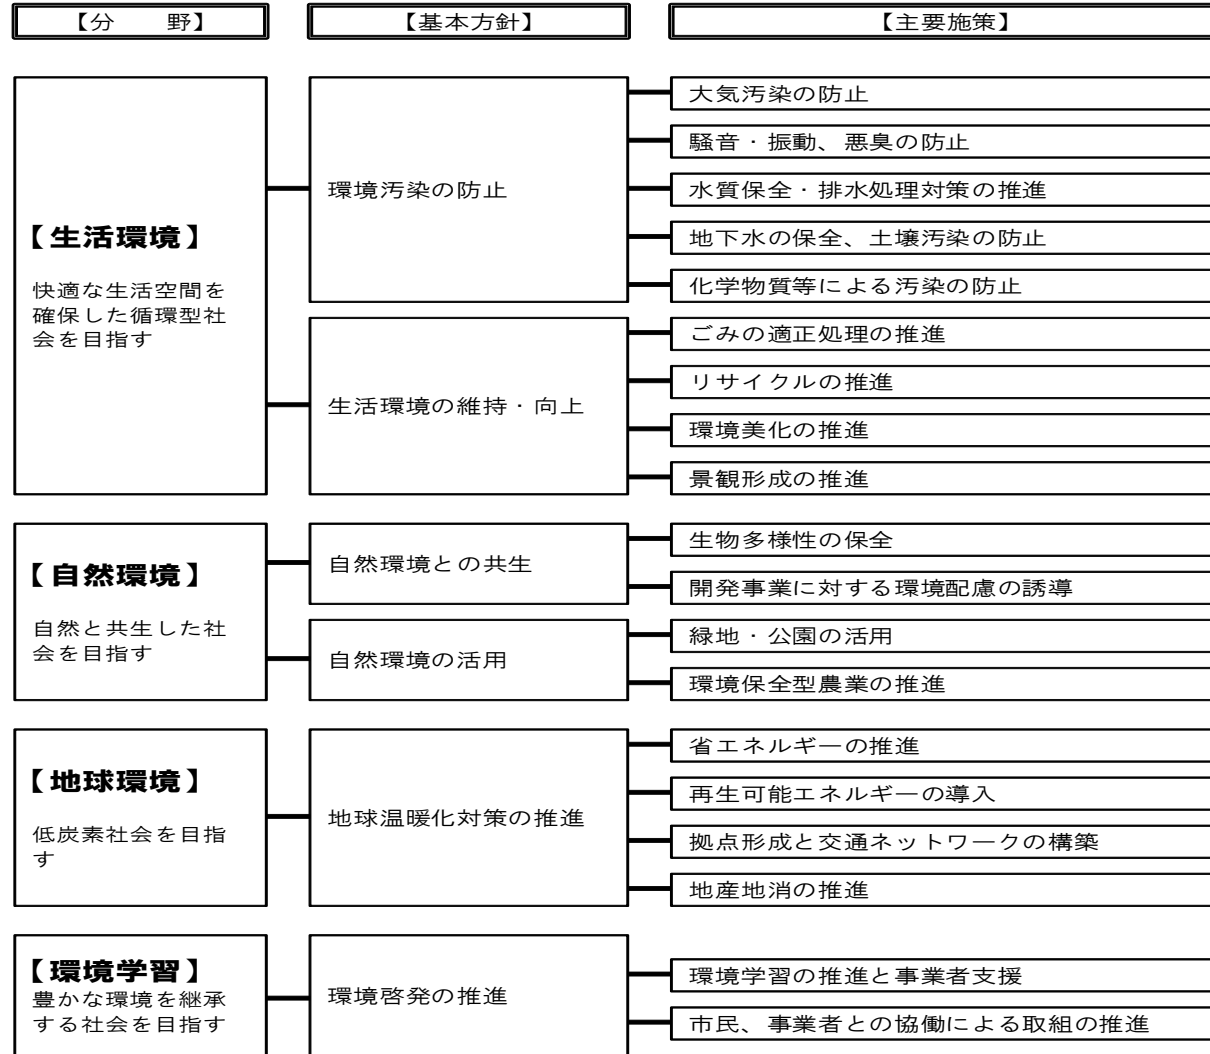 【分　　野】
【基本方針】
【主要施策】
【生活環境】
快適な生活空間を
確保した循環型社
会を目指す
環境汚染の防止
大気汚染の防止
騒音・振動、悪臭の防止
水質保全・排水処理対策の推進
地下水の保全、土壌汚染の防止
化学物質等による汚染の防止
生活環境の維持・向上
ごみの適正処理の推進
リサイクルの推進
環境美化の推進
景観形成の推進
【自然環境】
自然と共生した社
会を目指す
自然環境との共生
生物多様性の保全
開発事業に対する環境配慮の誘導
自然環境の活用
緑地・公園の活用
環境保全型農業の推進
【地球環境】
低炭素社会を目指
す
地球温暖化対策の推進
省エネルギーの推進
再生可能エネルギーの導入
拠点形成と交通ネットワークの構築
地産地消の推進
【環境学習】
豊かな環境を継承
する社会を目指す
環境啓発の推進
環境学習の推進と事業者支援
市民、事業者との協働による取組の推進